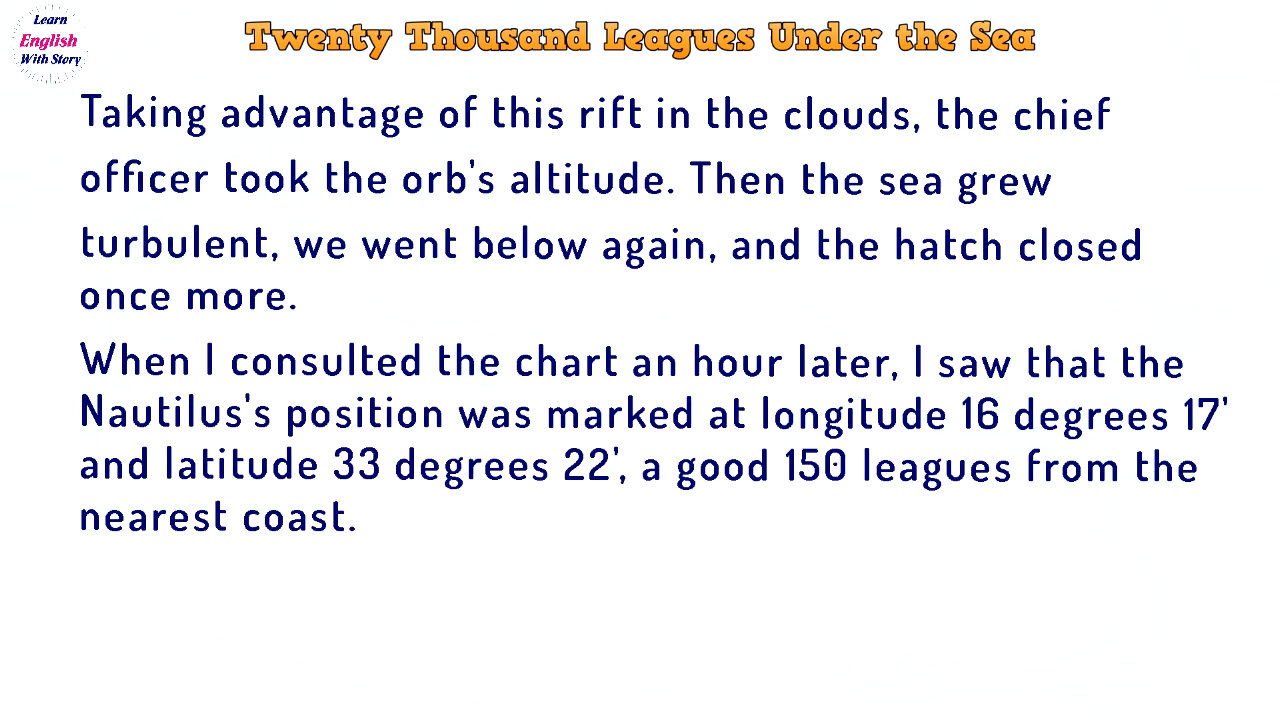 Learn
English
With Story
Twenty Thousand Leagues Under the Sea
Taking advantage of this rift in the clouds, the chief
officer took the orb's altitude. Then the sea grew
turbulent, we went below again, and the hatch closed
once more.
When I consulted the chart an hour later, I saw that the
Nautilus's position was marked at longitude 16 degrees 17'
and latitude 33 degrees 22', a good 150 leagues from the
nearest coast.